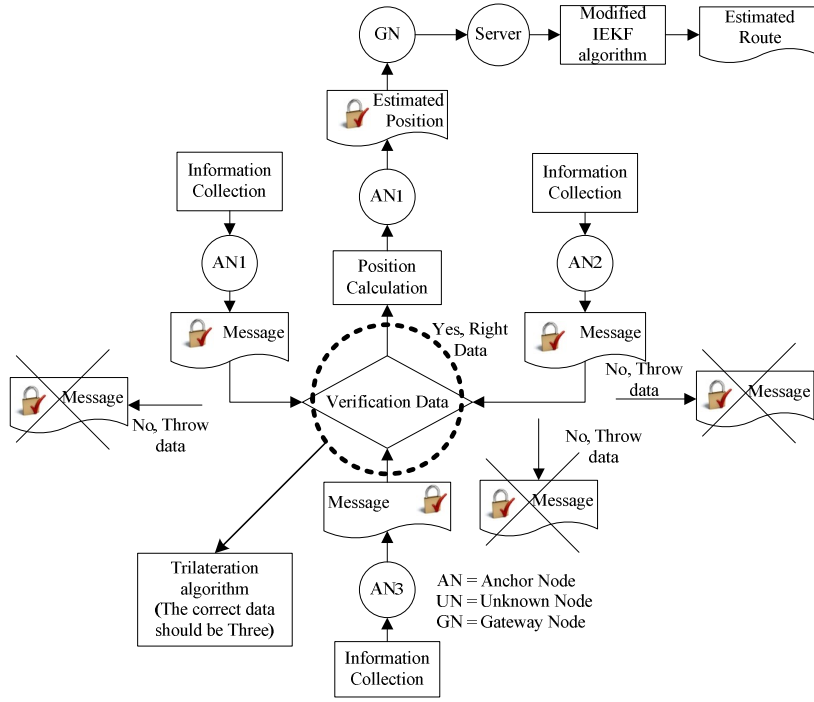 GN
Server
Modified
IEKF
algorithm
Estimated
Route
Estimated
Position
Information
Collection
AN1
Information
Collection
AN1
Position
Calculation
AN2
Message
Yes, Right
Data
Message
Message
No, Throw
data
Verification Data
No, Throw
data
Message
No, Throw
data
Message
Message
Trilateration
algorithm
(The correct data
should be Three)
AN3
AN = Anchor Node
UN = Unknown Node
GN = Gateway Node
Information
Collection